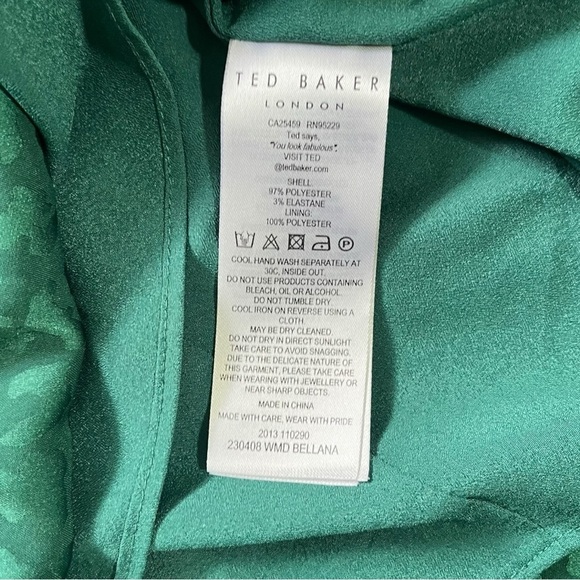 TED BAKER
LONDON
CA25459 RN95229
Ted says,
"You look fabulous".
VISIT TED
@tedbaker.com
SHELL:
97% POLYESTER
3% ELASTANE
LINING:
100% POLYESTER
COOL HAND WASH SEPARATELY AT
30C, INSIDE OUT.
DO NOT USE PRODUCTS CONTAINING
BLEACH, OIL OR ALCOHOL.
DO NOT TUMBLE DRY.
COOL IRON ON REVERSE USING A
CLOTH.
MAY BE DRY CLEANED.
DO NOT DRY IN DIRECT SUNLIGHT
TAKE CARE TO AVOID SNAGGING.
DUE TO THE DELICATE NATURE OF
THIS GARMENT, PLEASE TAKE CARE
WHEN WEARING WITH JEWELLERY OR
NEAR SHARP OBJECTS.
MADE IN CHINA
MADE WITH CARE, WEAR WITH PRIDE
2013 110290
230408 WMD BELLANA